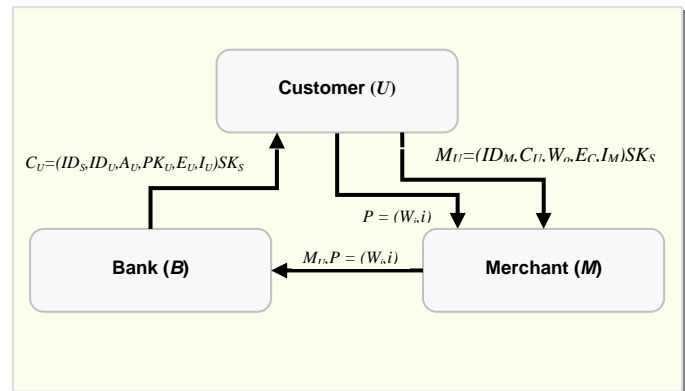 Customer (U)
C_U=(ID_S,ID_U,A_U,PK_U,E_U,I_U)SK_S
M_U=(ID_M,C_U,W_0,E_C,I_M)SK_S
P = (W_i,i)
Bank (B)
M_U,P = (W_i,i)
Merchant (M)